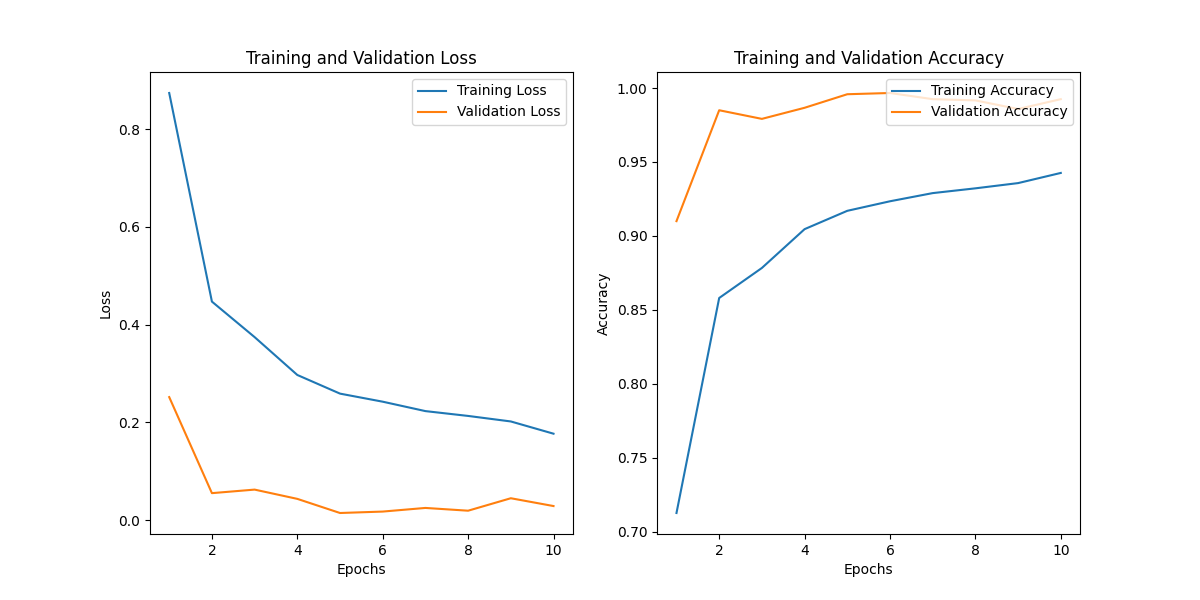 Training and Validation Loss
Training Loss
Validation Loss
0.8
0.6
0.4
0.2
0.0
Loss
2 4 6 8 10
Epochs
Training and Validation Accuracy
Training Accuracy
Validation Accuracy
1.00
0.95
0.90
0.85
0.80
0.75
0.70
Accuracy
2 4 6 8 10
Epochs